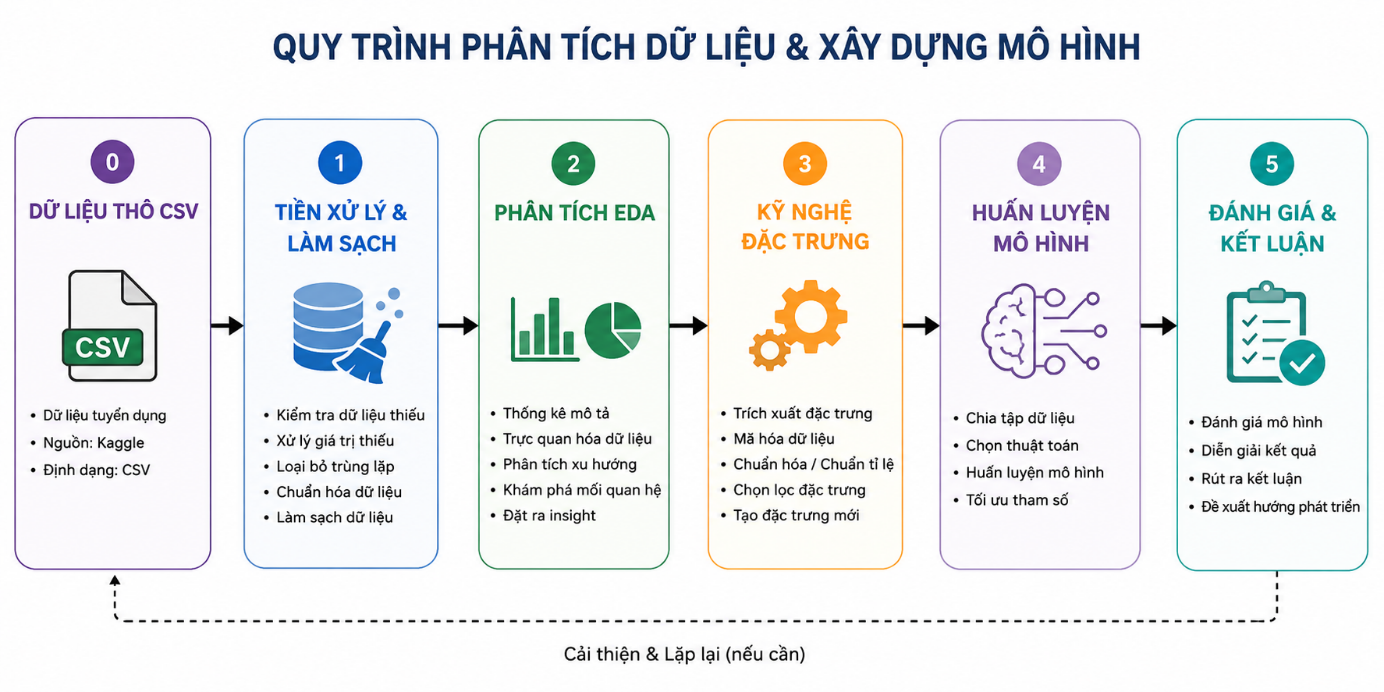 QUY TRÌNH PHÂN TÍCH DỮ LIỆU & XÂY DỰNG MÔ HÌNH
0
DỮ LIỆU THÔ CSV
CSV
• Dữ liệu tuyển dụng
• Nguồn: Kaggle
• Định dạng: CSV
1
TIỀN XỬ LÝ &
LÀM SẠCH
• Kiểm tra dữ liệu thiếu
• Xử lý giá trị thiếu
• Loại bỏ trùng lặp
• Chuẩn hóa dữ liệu
• Làm sạch dữ liệu
2
PHÂN TÍCH EDA
• Thống kê mô tả
• Trực quan hóa dữ liệu
• Phân tích xu hướng
• Khám phá mối quan hệ
• Đặt ra insight
3
KỸ NGHỆ
ĐẶC TRƯNG
• Trích xuất đặc trưng
• Mã hóa dữ liệu
• Chuẩn hóa / Chuẩn tỉ lệ
• Chọn lọc đặc trưng
• Tạo đặc trưng mới
4
HUẤN LUYỆN
MÔ HÌNH
• Chia tập dữ liệu
• Chọn thuật toán
• Huấn luyện mô hình
• Tối ưu tham số
5
ĐÁNH GIÁ &
KẾT LUẬN
• Đánh giá mô hình
• Diễn giải kết quả
• Rút ra kết luận
• Đề xuất hướng phát triển
Cải thiện & Lặp lại (nếu cần)